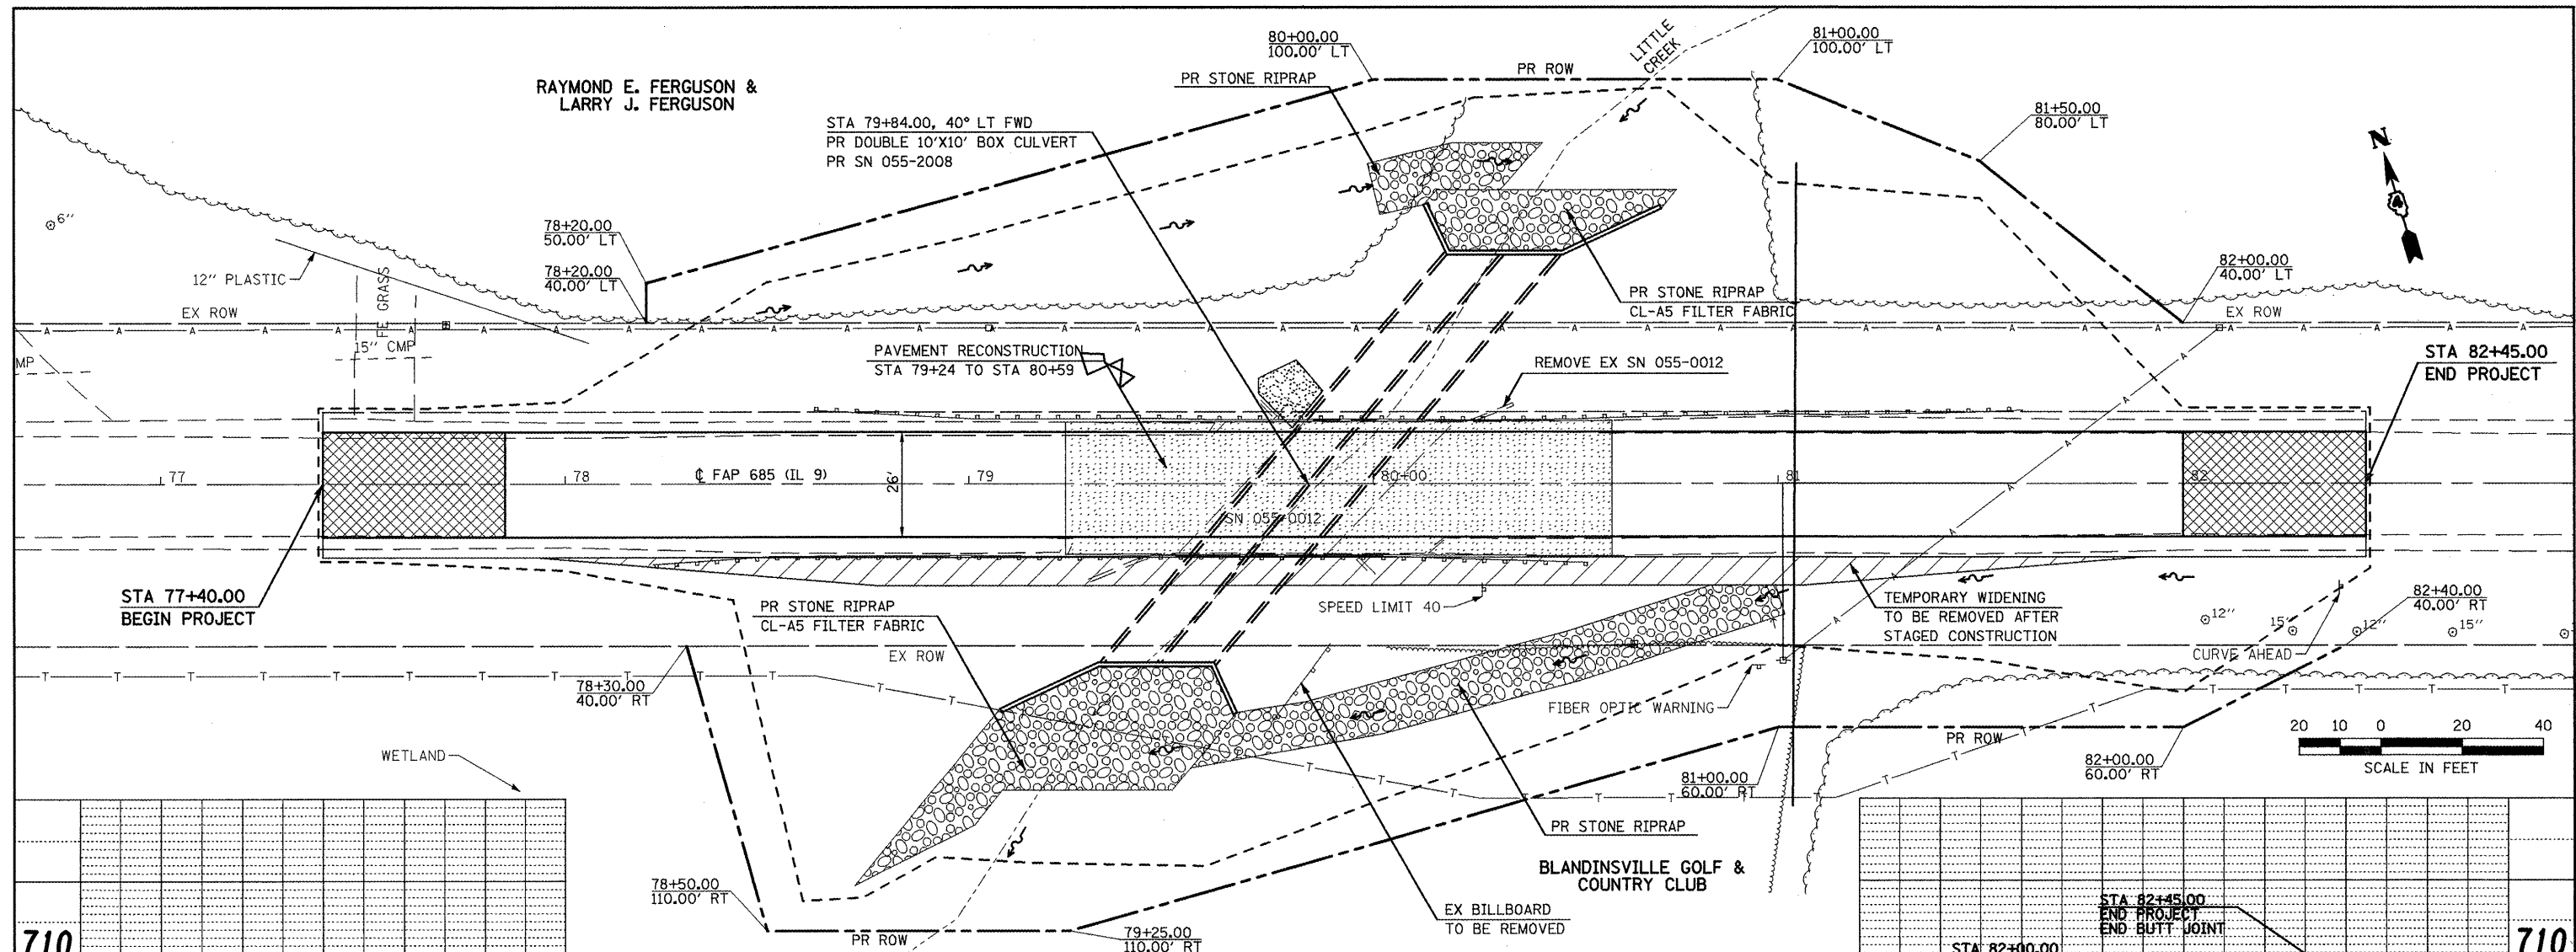 80+00.00
100.00' LT
LITTLE
CREEK
81+00.00
100.00' LT
PR ROW
PR STONE RIPRAP
RAYMOND E. FERGUSON &
LARRY J. FERGUSON
STA 79+84.00, 40° LT FWD
PR DOUBLE 10'X10' BOX CULVERT
PR SN 055-2008
81+50.00
80.00' LT
N
6"
78+20.00
50.00' LT
78+20.00
40.00' LT
12" PLASTIC
FE GRASS
82+00.00
40.00' LT
PR STONE RIPRAP
CL-A5 FILTER FABRIC
EX ROW
EX ROW
A A A A A A A A A A A A A A A A A A A A A A A A A A A A A A A A A
15" CMP
MP
PAVEMENT RECONSTRUCTION
STA 79+24 TO STA 80+59
REMOVE EX SN 055-0012
STA 82+45.00
END PROJECT
77
78
℄ FAP 685 (IL 9)
26'
79
80+00
81
82
SN 055-0012
STA 77+40.00
BEGIN PROJECT
PR STONE RIPRAP
CL-A5 FILTER FABRIC
SPEED LIMIT 40
TEMPORARY WIDENING
TO BE REMOVED AFTER
STAGED CONSTRUCTION
82+40.00
40.00' RT
12"
15"
12"
15"
CURVE AHEAD
EX ROW
78+30.00
40.00' RT
FIBER OPTIC WARNING
T T T T T T T T T T T T T T T T T T T T T T T T T T
20 10 0 20 40
SCALE IN FEET
PR ROW
WETLAND
81+00.00
60.00' RT
82+00.00
60.00' RT
PR STONE RIPRAP
BLANDINSVILLE GOLF &
COUNTRY CLUB
78+50.00
110.00' RT
EX BILLBOARD
TO BE REMOVED
STA 82+45.00
END PROJECT
END BUTT JOINT
STA 82+00.00
710
PR ROW
79+25.00
110.00' RT
710